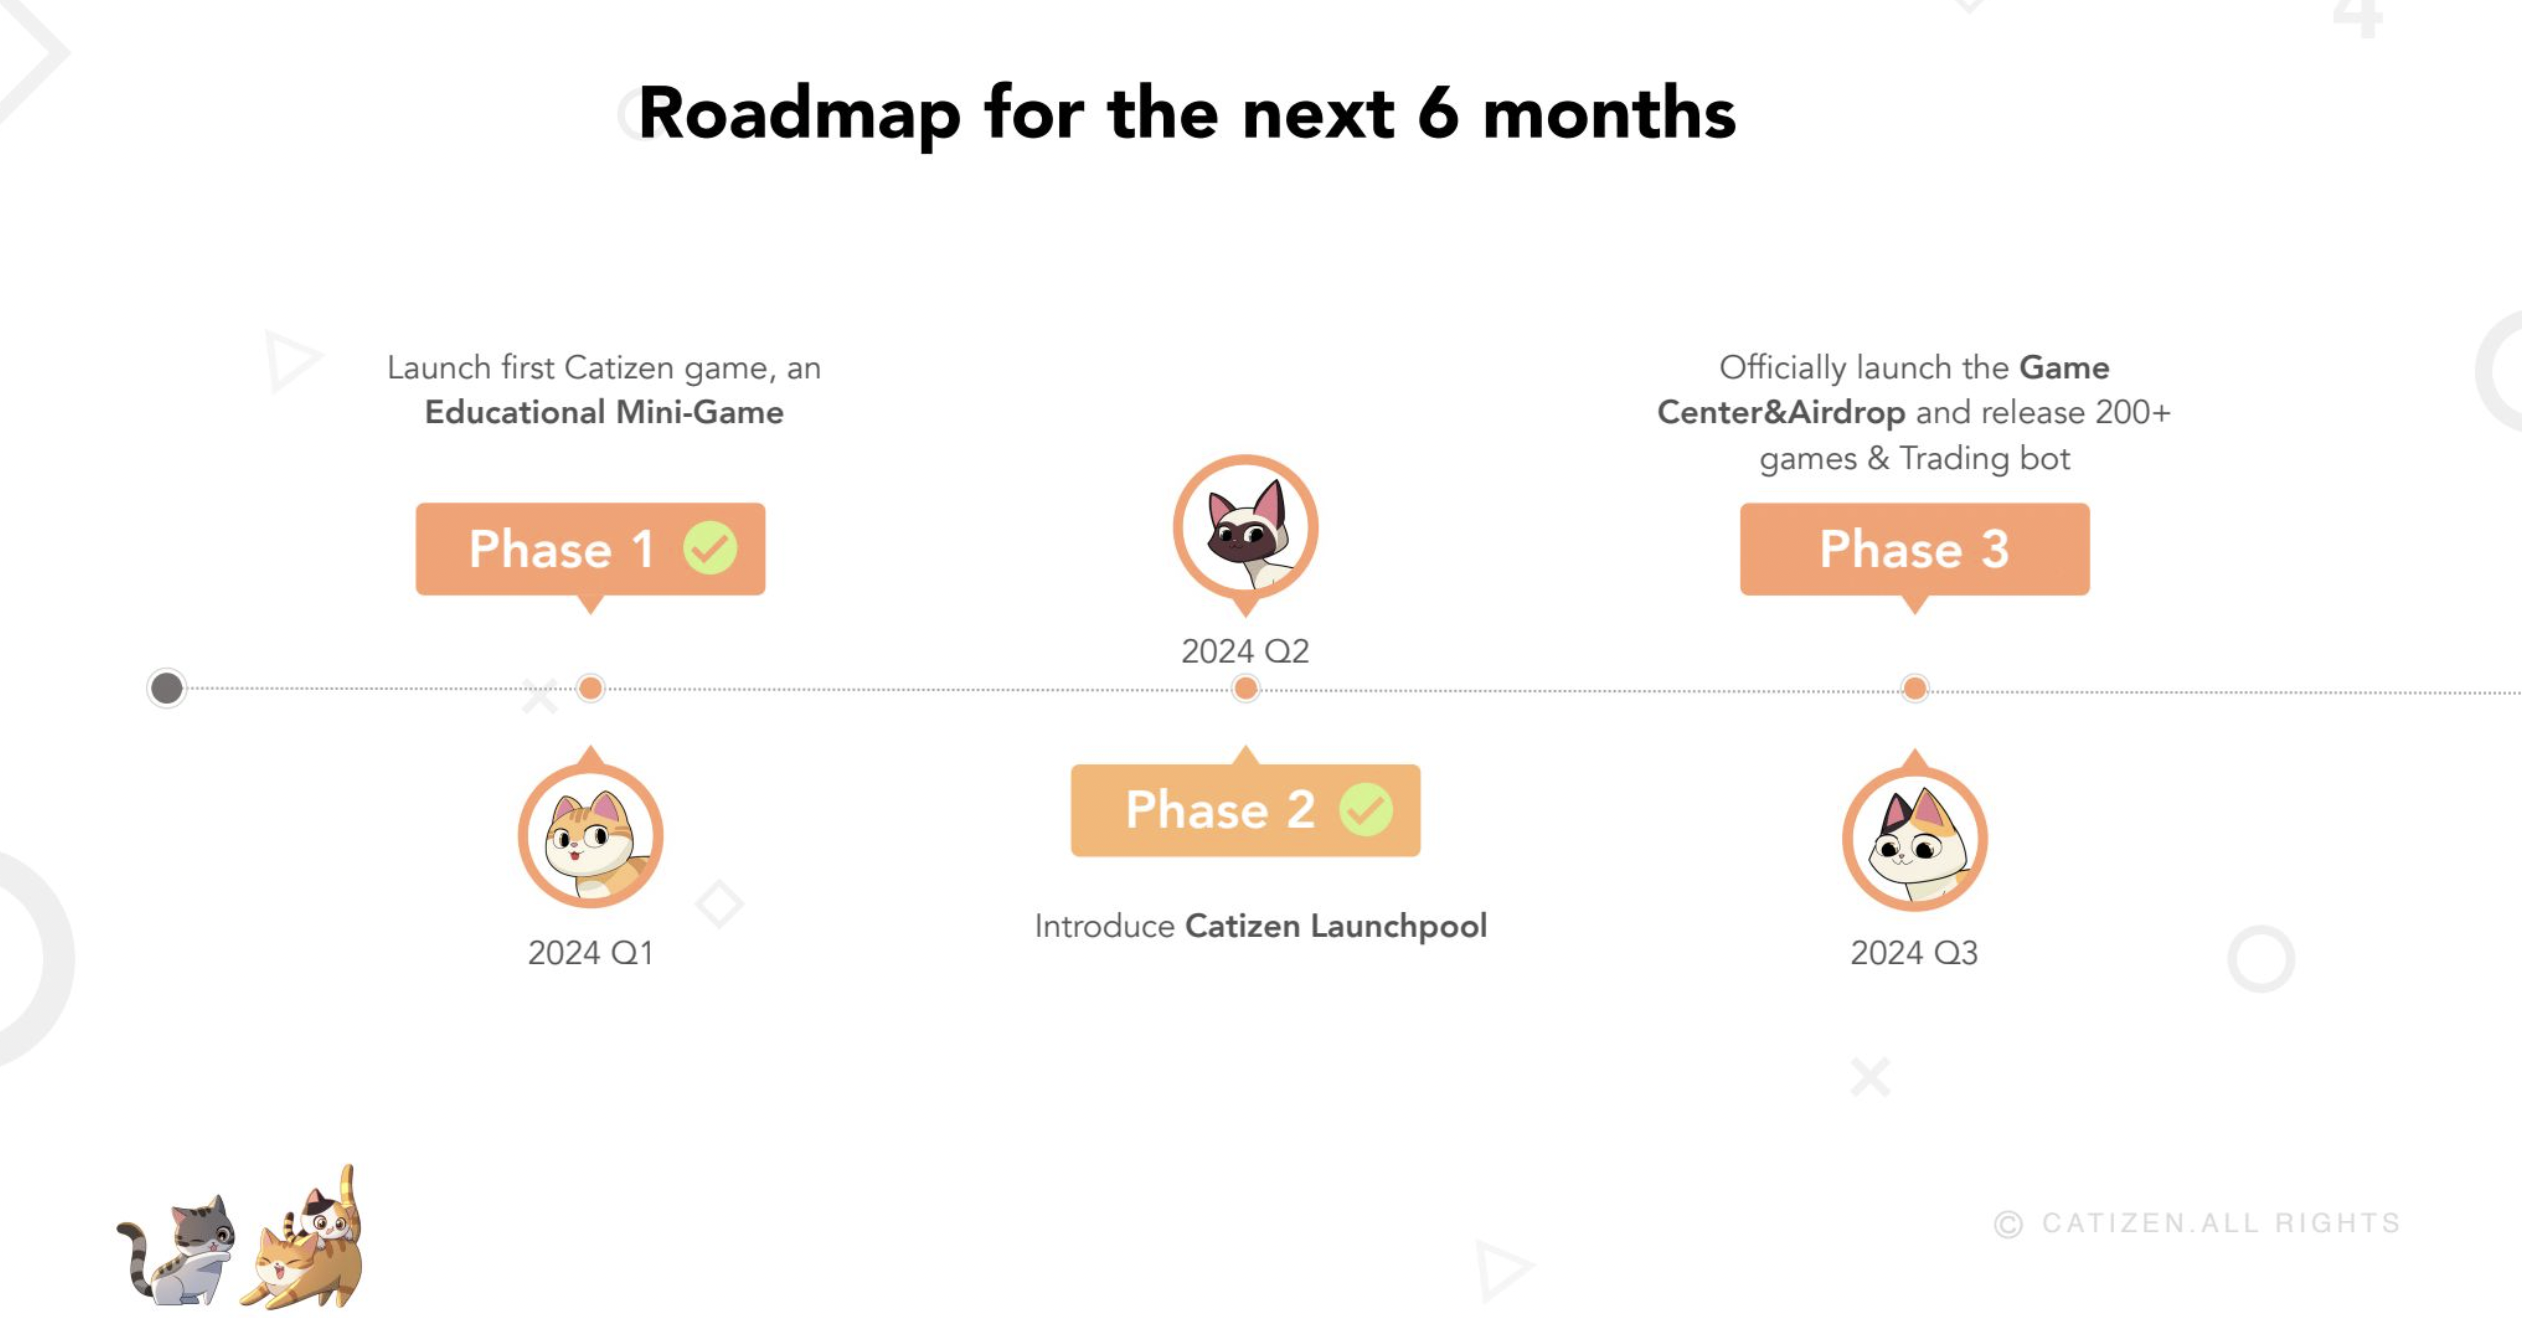 4
Roadmap for the next 6 months
Launch first Catizen game, an
Educational Mini-Game
Phase 1
2024 Q1
2024 Q2
Phase 2
Introduce Catizen Launchpool
Officially launch the Game
Center&Airdrop and release 200+
games & Trading bot
Phase 3
2024 Q3
© CATIZEN.ALL RIGHTS